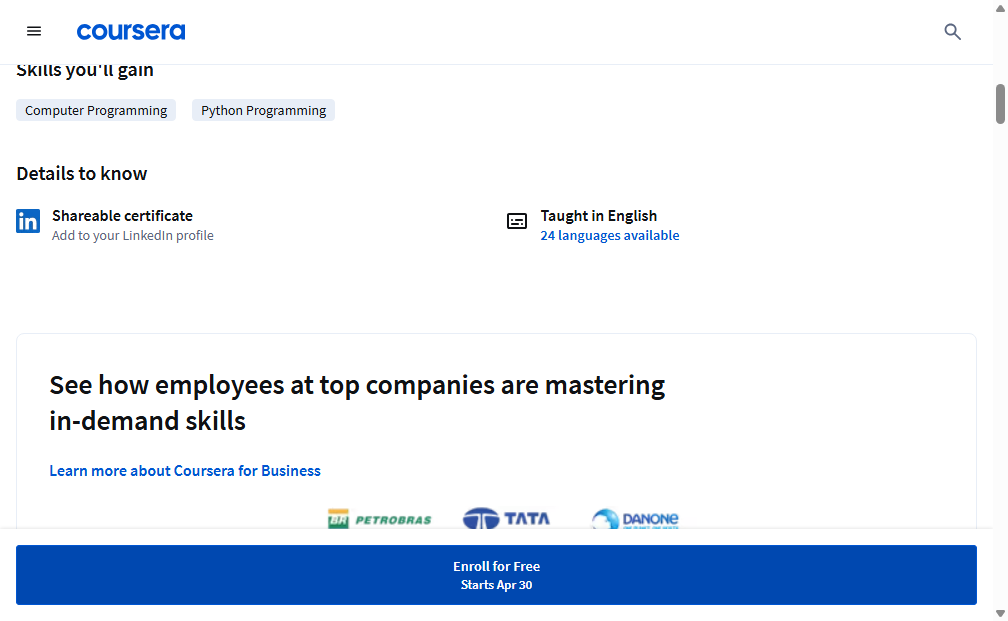 coursera
Skills you'll gain
Computer Programming
Python Programming
Details to know
in
Shareable certificate
Add to your LinkedIn profile
Taught in English
24 languages available
See how employees at top companies are mastering
in-demand skills
Learn more about Coursera for Business
BR PETROBRAS
TATA
DANONE
Enroll for Free
Starts Apr 30